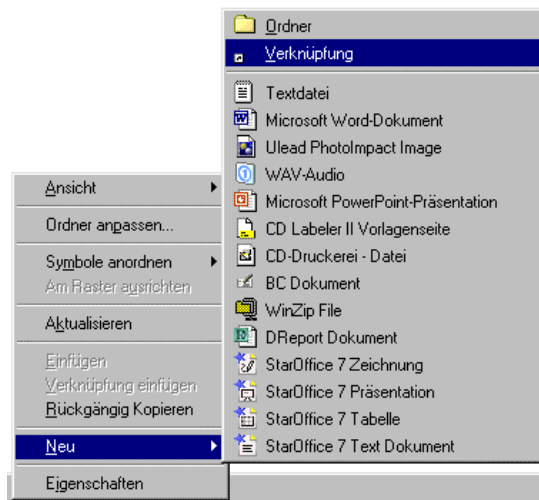 Ordner
Verknüpfung
Textdatei
Microsoft Word-Dokument
Ulead PhotoImpact Image
WAV-Audio
Microsoft PowerPoint-Präsentation
CD Labeler II Vorlagenseite
CD-Druckerei - Datei
BC Dokument
WinZip File
DReport Dokument
StarOffice 7 Zeichnung
StarOffice 7 Präsentation
StarOffice 7 Tabelle
StarOffice 7 Text Dokument
Ansicht
Ordner anpassen...
Symbole anordnen
Am Raster ausrichten
Aktualisieren
Einfügen
Verknüpfung einfügen
Rückgängig Kopieren
Neu
Eigenschaften